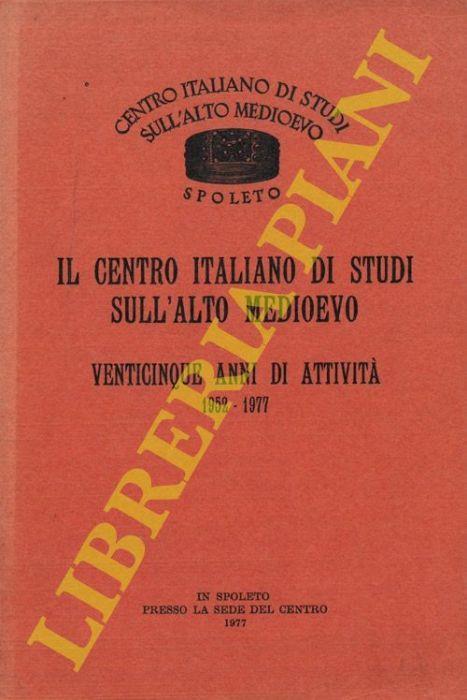 CENTRO ITALIANO DI STUDI
SULL'ALTO MEDIOEVO
SPOLETO
IL CENTRO ITALIANO DI STUDI
SULL'ALTO MEDIOEVO
VENTICINQUE ANNI DI ATTIVITÀ
1952 - 1977
IN SPOLETO
PRESSO LA SEDE DEL CENTRO
1977
LIBRERIA PIANI